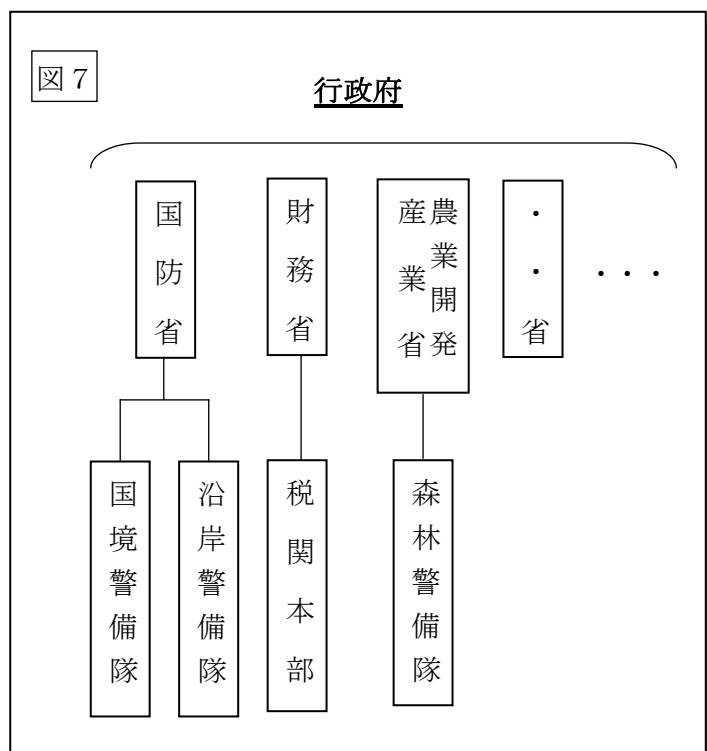 図７
行政府
国防省
財務省
農業開発
産業省
・・省
・・・
国境警備隊
沿岸警備隊
税関本部
森林警備隊